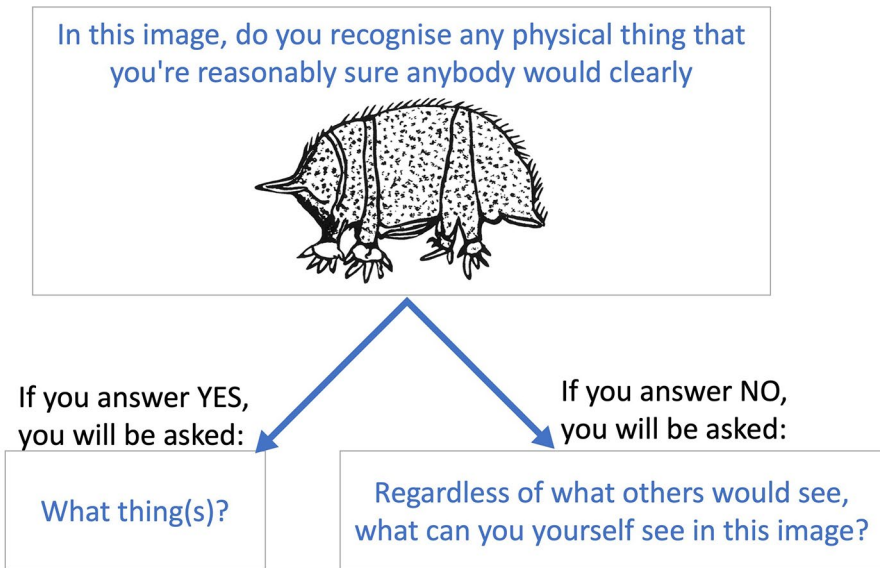 In this image, do you recognise any physical thing that
you're reasonably sure anybody would clearly
If you answer YES,
you will be asked:
What thing(s)?
If you answer NO,
you will be asked:
Regardless of what others would see,
what can you yourself see in this image?